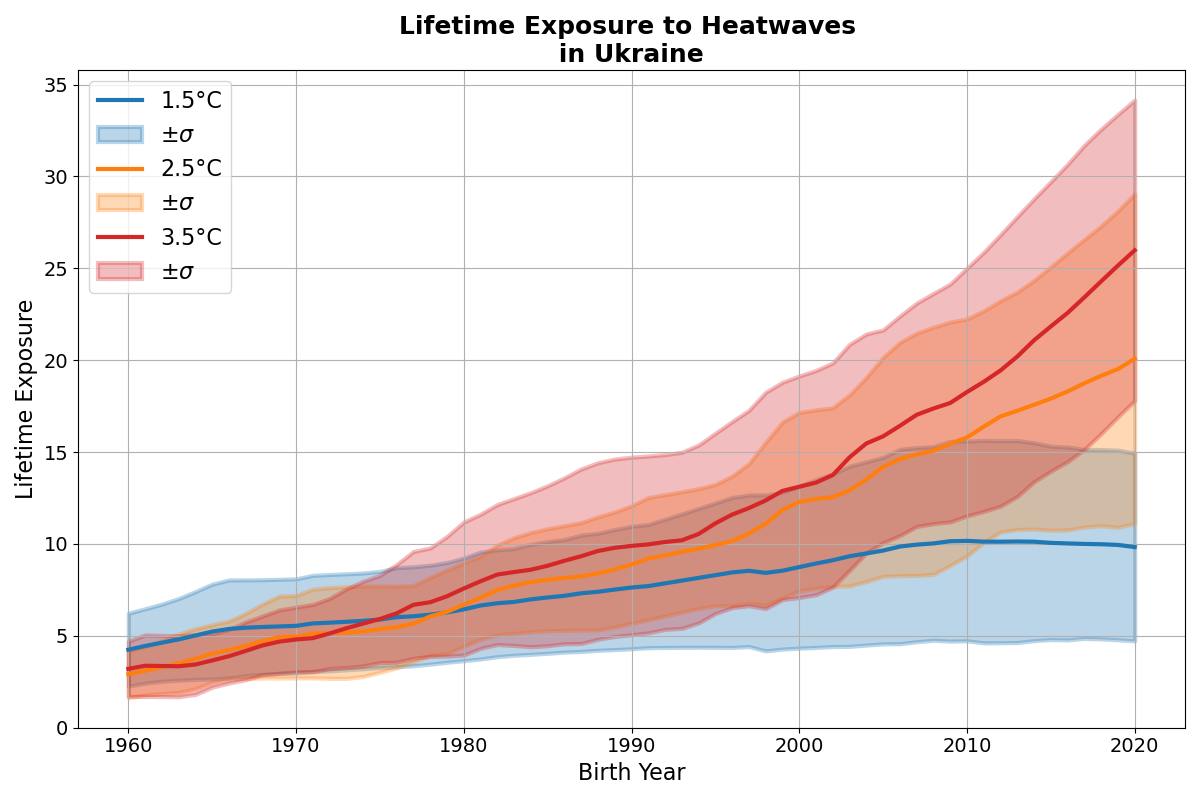 Lifetime Exposure to Heatwaves
in Ukraine
35
30
25
20
15
10
5
0
Lifetime Exposure
1.5°C
±σ
2.5°C
±σ
3.5°C
±σ
1960
1970
1980
1990
2000
2010
2020
Birth Year